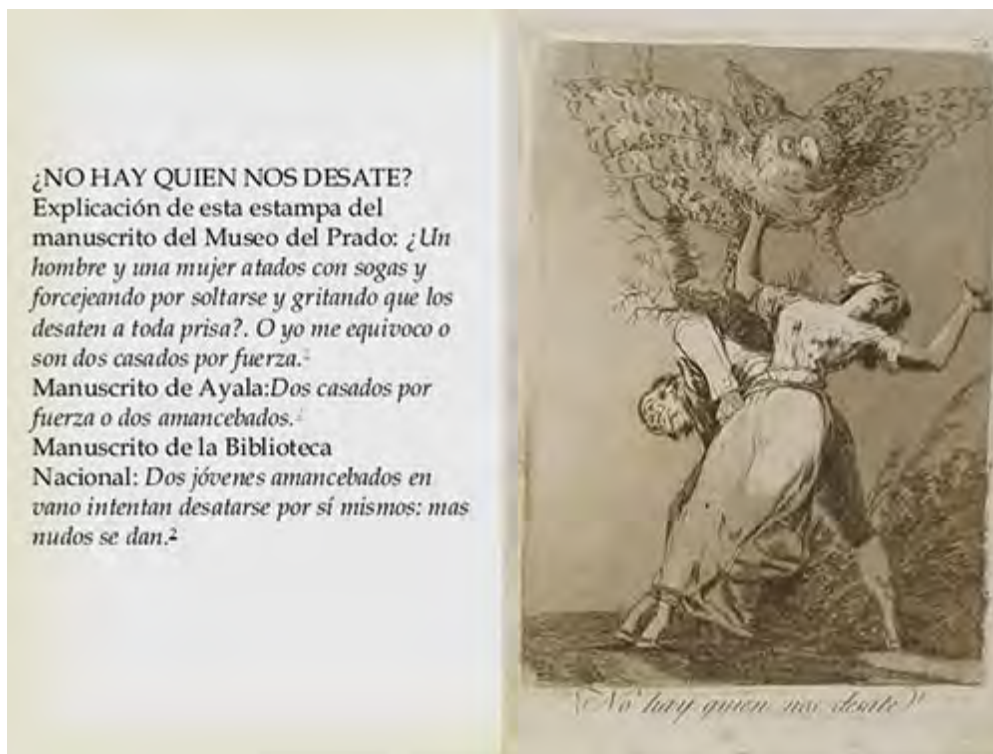 ¿NO HAY QUIEN NOS DESATE?
Explicación de esta estampa del
manuscrito del Museo del Prado: ¿Un
hombre y una mujer atados con sogas y
forcejeando por soltarse y gritando que los
desaten a toda prisa?. O yo me equivoco o
son dos casados por fuerza.
Manuscrito de Ayala:Dos casados por
fuerza o dos amancebados.
Manuscrito de la Biblioteca
Nacional: Dos jóvenes amancebados en
vano intentan desatarse por sí mismos: mas
nudos se dan.2
¿No hay quien nos desate?